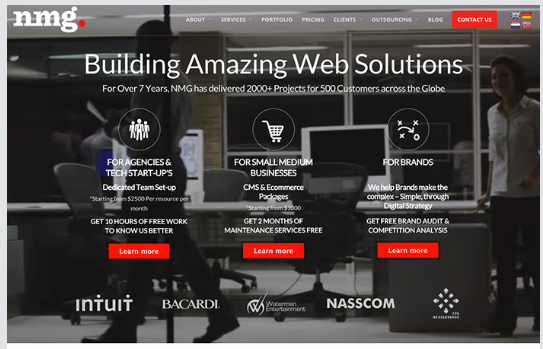 nmg.
ABOUT SERVICES PORTFOLIO PRICING CLIENTS OUTSOURCING BLOG CONTACT US
Building Amazing Web Solutions
For Over 7 Years, NMG has delivered 2000+ Projects for 500 Customers across the Globe
FOR AGENCIES &
TECH START-UP'S
Dedicated Team Set-up
*Starting from $2500 Per resource per
month
GET 10 HOURS OF FREE WORK
TO KNOW US BETTER
Learn more
FOR SMALL MEDIUM
BUSINESSES
CMS & Ecommerce
Packages
*Starting from $1000
GET 2 MONTHS OF
MAINTENANCE SERVICES FREE
Learn more
FOR BRANDS
We help Brands make the
complex – Simple, through
Digital Strategy
GET FREE BRAND AUDIT &
COMPETITION ANALYSIS
Learn more
INTUIT
BACARDI.
Waterman
Entertainment
NASSCOM